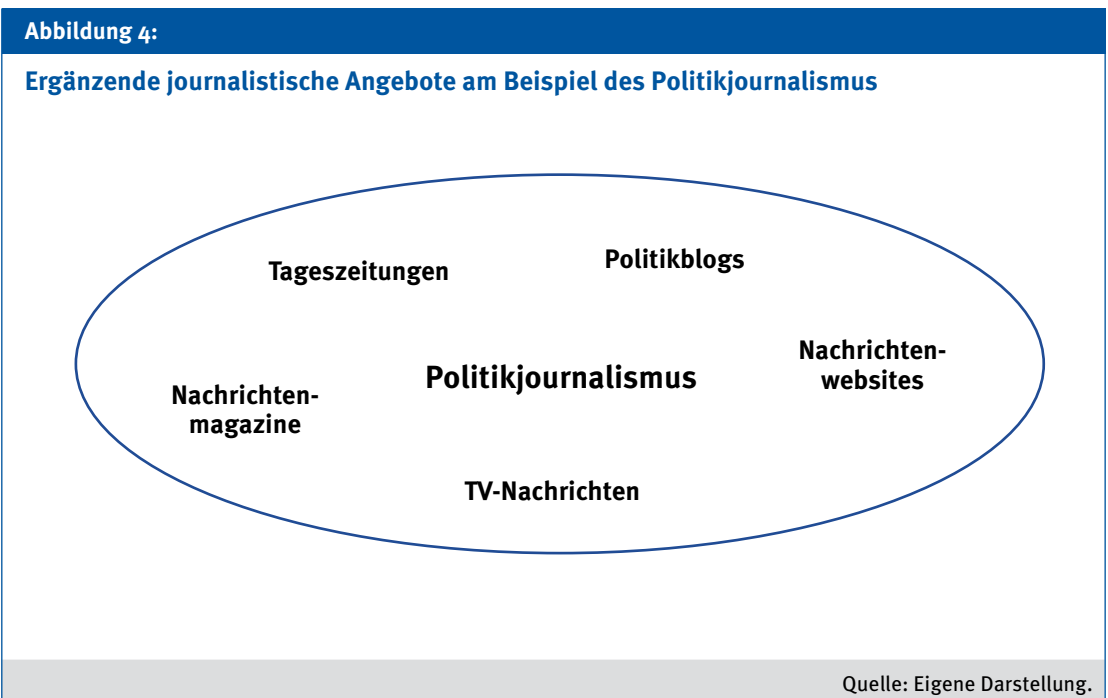 Abbildung 4:
Ergänzende journalistische Angebote am Beispiel des Politikjournalismus
Tageszeitungen
Politikblogs
Nachrichten-
websites
Politikjournalismus
Nachrichten-
magazine
TV-Nachrichten
Quelle: Eigene Darstellung.